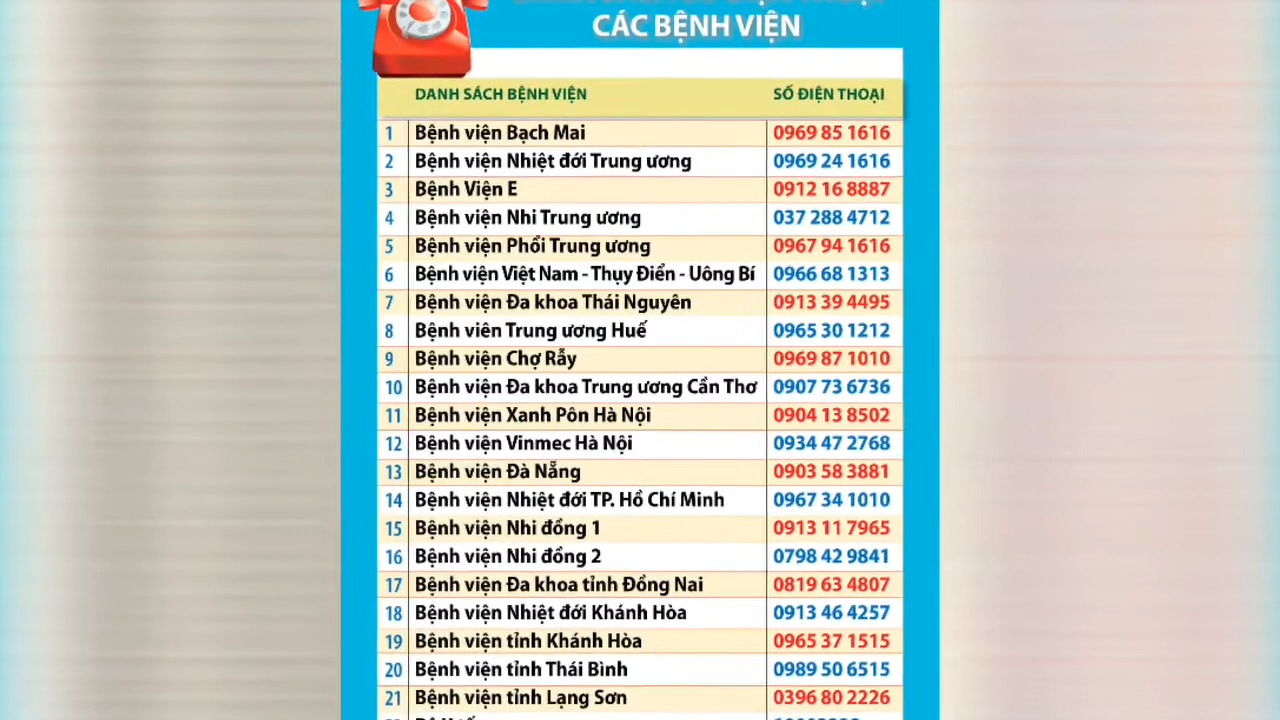 CÁC BỆNH VIỆN
DANH SÁCH BỆNH VIỆN SỐ ĐIỆN THOẠI
1 Bệnh viện Bạch Mai 0969 85 1616
2 Bệnh viện Nhiệt đới Trung ương 0969 24 1616
3 Bệnh Viện E 0912 16 8887
4 Bệnh viện Nhi Trung ương 037 288 4712
5 Bệnh viện Phổi Trung ương 0967 94 1616
6 Bệnh viện Việt Nam - Thụy Điển - Uông Bí 0966 68 1313
7 Bệnh viện Đa khoa Thái Nguyên 0913 39 4495
8 Bệnh viện Trung ương Huế 0965 30 1212
9 Bệnh viện Chợ Rẫy 0969 87 1010
10 Bệnh viện Đa khoa Trung ương Cần Thơ 0907 73 6736
11 Bệnh viện Xanh Pôn Hà Nội 0904 13 8502
12 Bệnh viện Vinmec Hà Nội 0934 47 2768
13 Bệnh viện Đà Nẵng 0903 58 3881
14 Bệnh viện Nhiệt đới TP. Hồ Chí Minh 0967 34 1010
15 Bệnh viện Nhi đồng 1 0913 11 7965
16 Bệnh viện Nhi đồng 2 0798 42 9841
17 Bệnh viện Đa khoa tỉnh Đồng Nai 0819 63 4807
18 Bệnh viện Nhiệt đới Khánh Hòa 0913 46 4257
19 Bệnh viện tỉnh Khánh Hòa 0965 37 1515
20 Bệnh viện tỉnh Thái Bình 0989 50 6515
21 Bệnh viện tỉnh Lạng Sơn 0396 80 2226